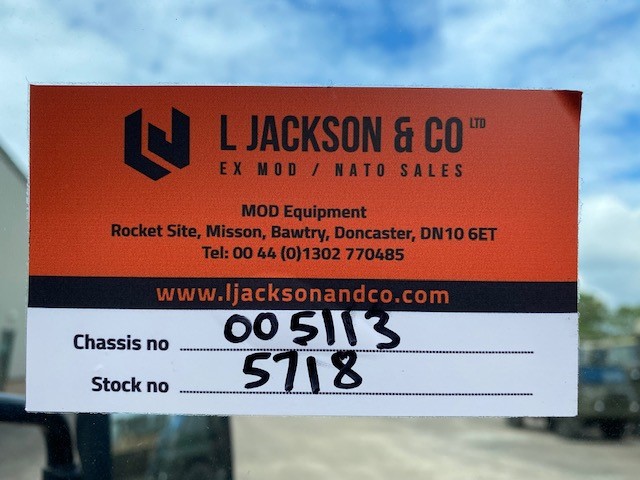 L JACKSON & CO LTD
EX MOD / NATO SALES
MOD Equipment
Rocket Site, Misson, Bawtry, Doncaster, DN10 6ET
Tel: 00 44 (0)1302 770485
www.ljacksonandco.com
Chassis no 005113
Stock no 5718